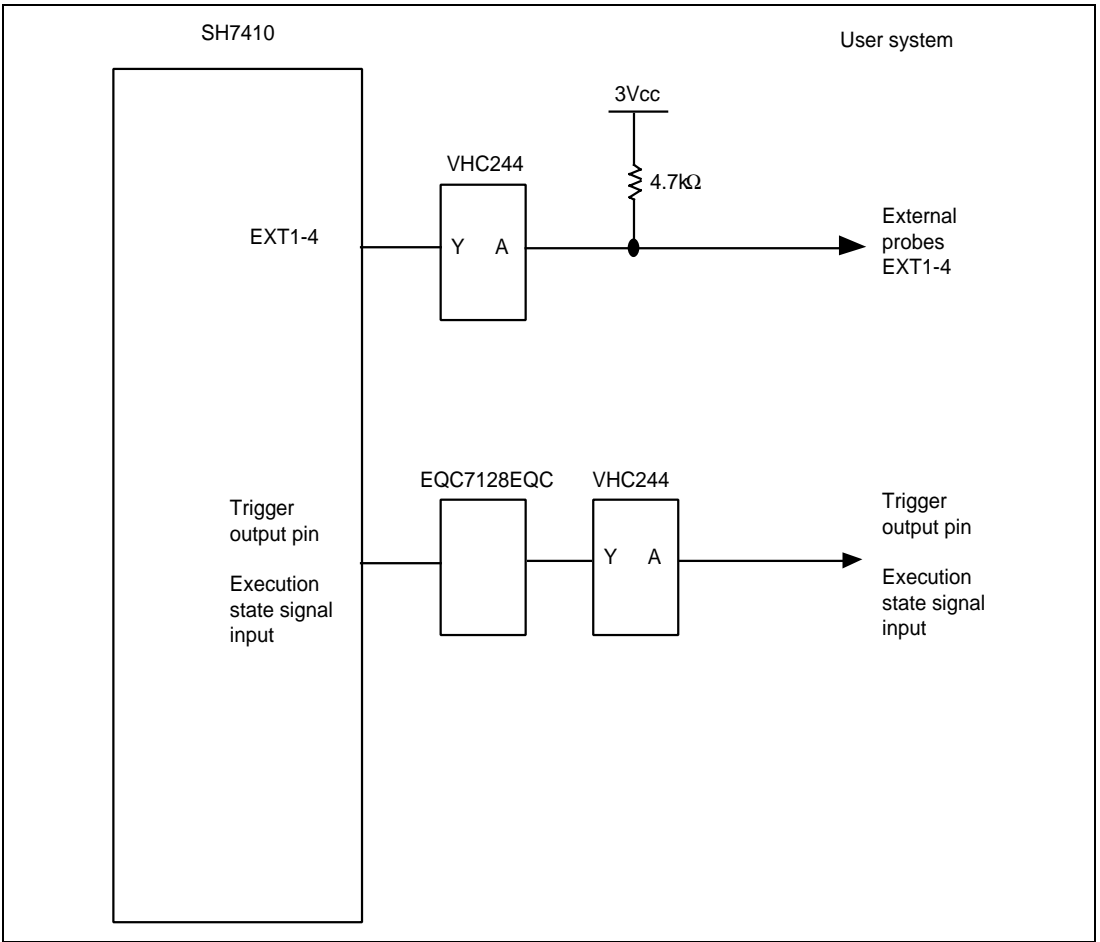 SH7410
User system
3Vcc
VHC244
4.7kΩ
EXT1-4
Y A
External
probes
EXT1-4
EQC7128EQC
VHC244
Trigger
output pin
Execution
state signal
input
Y A
Trigger
output pin
Execution
state signal
input